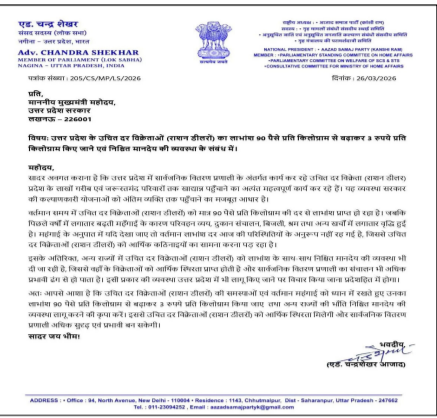 एड. चन्द्र शेखर
संसद सदस्य (लोक सभा)
नगीना – उत्तर प्रदेश, भारत
Adv. CHANDRA SHEKHAR
MEMBER OF PARLIAMENT (LOK SABHA)
NAGINA - UTTAR PRADESH, INDIA
राष्ट्रीय अध्यक्ष : • आजाद समाज पार्टी (कांशी राम)
NATIONAL PRESIDENT : • AAZAD SAMAJ PARTY (KANSHI RAM)
MEMBER : •PARLIAMENTARY STANDING COMMITTEE ON HOME AFFAIRS
•PARLIAMENTARY COMMITTEE ON WELFARE OF SCS & STS
•CONSULTATIVE COMMITTEE FOR MINISTRY OF HOME AFFAIRS
पत्रांक संख्या : 205/CS/MP/LS/2026
दिनांक : 26/03/2026
प्रति,
माननीय मुख्यमंत्री महोदय,
उत्तर प्रदेश सरकार
लखनऊ – 226001
विषयः उत्तर प्रदेश के उचित दर विक्रेताओं (राशन डीलरों) का लाभांश 90 पैसे प्रति किलोग्राम से बढ़ाकर 3 रुपये प्रति
किलोग्राम किए जाने एवं निश्चित मानदेय की व्यवस्था के संबंध में।
महोदय,
सादर अवगत कराना है कि उत्तर प्रदेश में सार्वजनिक वितरण प्रणाली के अंतर्गत कार्य कर रहे उचित दर विक्रेता (राशन डीलर)
प्रदेश के लाखों गरीब एवं जरूरतमंद परिवारों तक खाद्यान्न पहुँचाने का अत्यंत महत्वपूर्ण कार्य कर रहे हैं। यह व्यवस्था सरकार
की कल्याणकारी योजनाओं को अंतिम व्यक्ति तक पहुँचाने का मजबूत आधार है।
वर्तमान समय में उचित दर विक्रेताओं (राशन डीलरों) को मात्र 90 पैसे प्रति किलोग्राम की दर से लाभांश प्राप्त हो रहा है। जबकि
पिछले वर्षों में लगातार बढ़ती महँगाई के कारण परिवहन व्यय, दुकान संचालन, बिजली, श्रम तथा अन्य खर्चों में लगातार वृद्धि हुई
है। महंगाई के अनुपात में यदि देखा जाए तो वर्तमान दर आज की परिस्थितियों के अनुरूप नहीं रह गई है, जिससे उचित
दर विक्रेताओं (राशन डीलरों) को आर्थिक कठिनाइयों का सामना करना पड़ रहा है।
इसके अतिरिक्त, अन्य राज्यों में उचित दर विक्रेताओं (राशन डीलरों) को लाभांश के साथ-साथ निश्चित मानदेय की व्यवस्था भी
दी जा रही है, जिससे वहाँ के विक्रेताओं को आर्थिक स्थिरता प्राप्त होती है और सार्वजनिक वितरण प्रणाली का संचालन भी अधिक
प्रभावी ढंग से हो पाता है। इसी प्रकार की व्यवस्था उत्तर प्रदेश में भी लागू किए जाने पर विचार किया जाना प्रदेशहित में होगा।
अतः आपसे आशा है कि उचित दर विक्रेताओं (राशन डीलरों) की समस्याओं एवं वर्तमान महंगाई को ध्यान में रखते हुए उनका
लाभांश 90 पैसे प्रति किलोग्राम से बढ़ाकर 3 रुपये प्रति किलोग्राम किया जाए तथा अन्य राज्यों की भाँति निश्चित मानदेय की
व्यवस्था लागू करने की कृपा करें। इससे उचित दर विक्रेताओं (राशन डीलरों) को आर्थिक स्थिरता मिलेगी और सार्वजनिक वितरण
प्रणाली अधिक सुदृढ़ एवं प्रभावी बन सकेगी।
सादर जय भीम!
भवदीय,
(एड. चन्द्रशेखर आजाद)
ADDRESS : • Office : 94, North Avenue, New Delhi - 110004 • Residence : 1143, Chhutmalpur, Dist - Saharanpur, Uttar Pradesh - 247662
Tel. : 011-23094252 , Email : aazadsamajpartyk@gmail.com